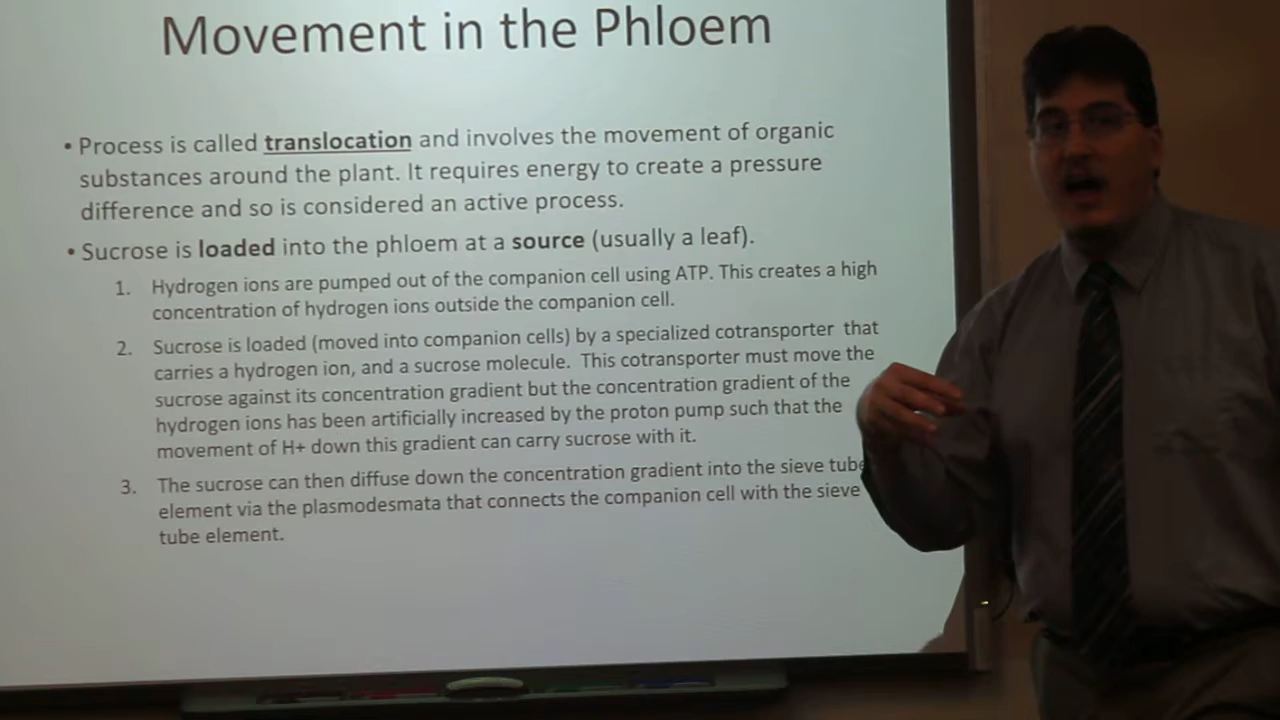 Movement in the Phloem
• Process is called translocation and involves the movement of organic
substances around the plant. It requires energy to create a pressure
difference and so is considered an active process.
• Sucrose is loaded into the phloem at a source (usually a leaf).
1. Hydrogen ions are pumped out of the companion cell using ATP. This creates a high
concentration of hydrogen ions outside the companion cell.
2. Sucrose is loaded (moved into companion cells) by a specialized cotransporter that
carries a hydrogen ion, and a sucrose molecule. This cotransporter must move the
sucrose against its concentration gradient but the concentration gradient of the
hydrogen ions has been artificially increased by the proton pump such that the
movement of H+ down this gradient can carry sucrose with it.
3. The sucrose can then diffuse down the concentration gradient into the sieve tube
element via the plasmodesmata that connects the companion cell with the sieve
tube element.